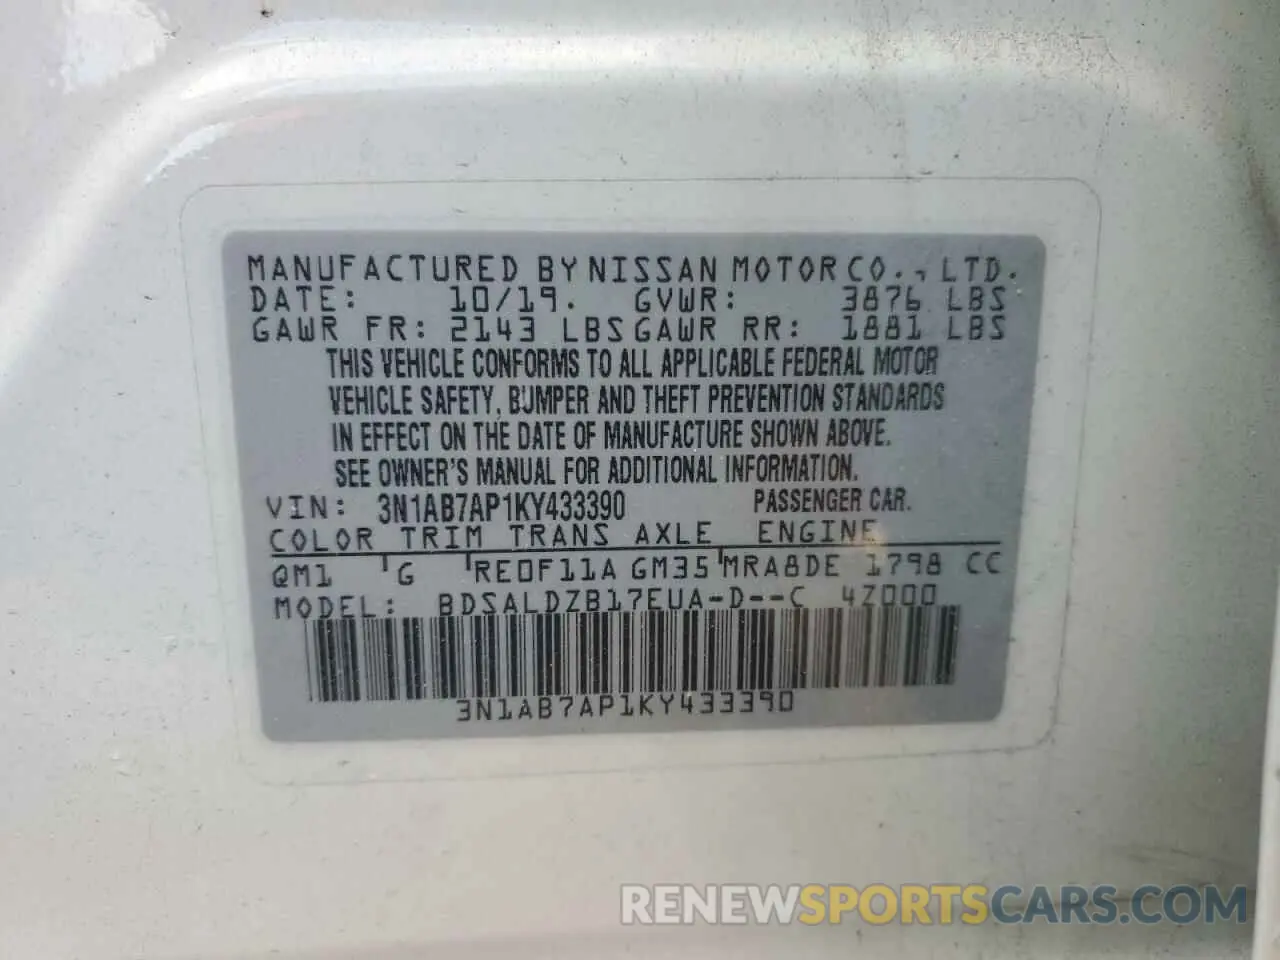 MANUFACTURED BY NISSAN MOTOR CO., LTD.
DATE: 10/19. GVWR: 3876 LBS
GAWR FR: 2143 LBS GAWR RR: 1881 LBS
THIS VEHICLE CONFORMS TO ALL APPLICABLE FEDERAL MOTOR
VEHICLE SAFETY, BUMPER AND THEFT PREVENTION STANDARDS
IN EFFECT ON THE DATE OF MANUFACTURE SHOWN ABOVE.
SEE OWNER'S MANUAL FOR ADDITIONAL INFORMATION.
VIN: 3N1AB7AP1KY433390 PASSENGER CAR.
COLOR TRIM TRANS AXLE ENGINE
QM1 G RE0F11A GM35 MRA8DE 1798 CC
MODEL: BDSALDZB17EUA-D--C 4Z000
3N1AB7AP1KY433390
RENEWSPORTSCARS.COM